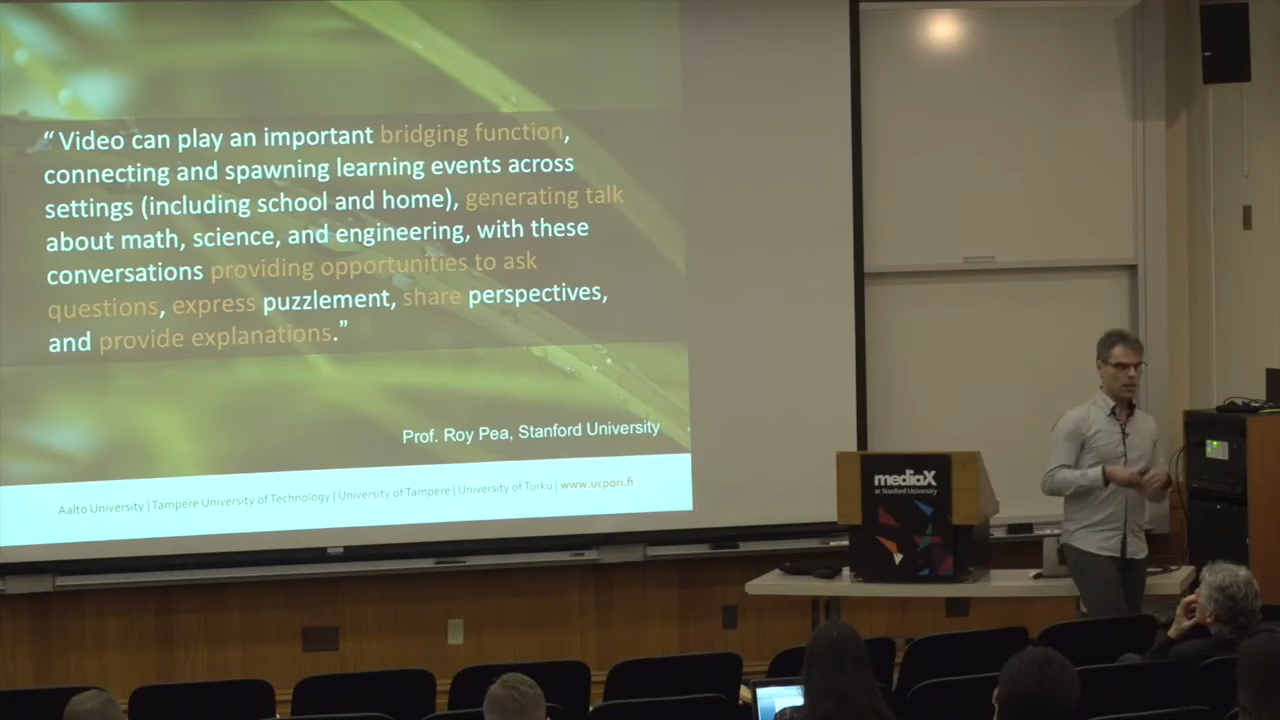 “ Video can play an important bridging function,
connecting and spawning learning events across
settings (including school and home), generating talk
about math, science, and engineering, with these
conversations providing opportunities to ask
questions, express puzzlement, share perspectives,
and provide explanations.”
Prof. Roy Pea, Stanford University
Aalto University | Tampere University of Technology | University of Tampere | University of Turku | www.ucpori.fi
mediaX
at Stanford University